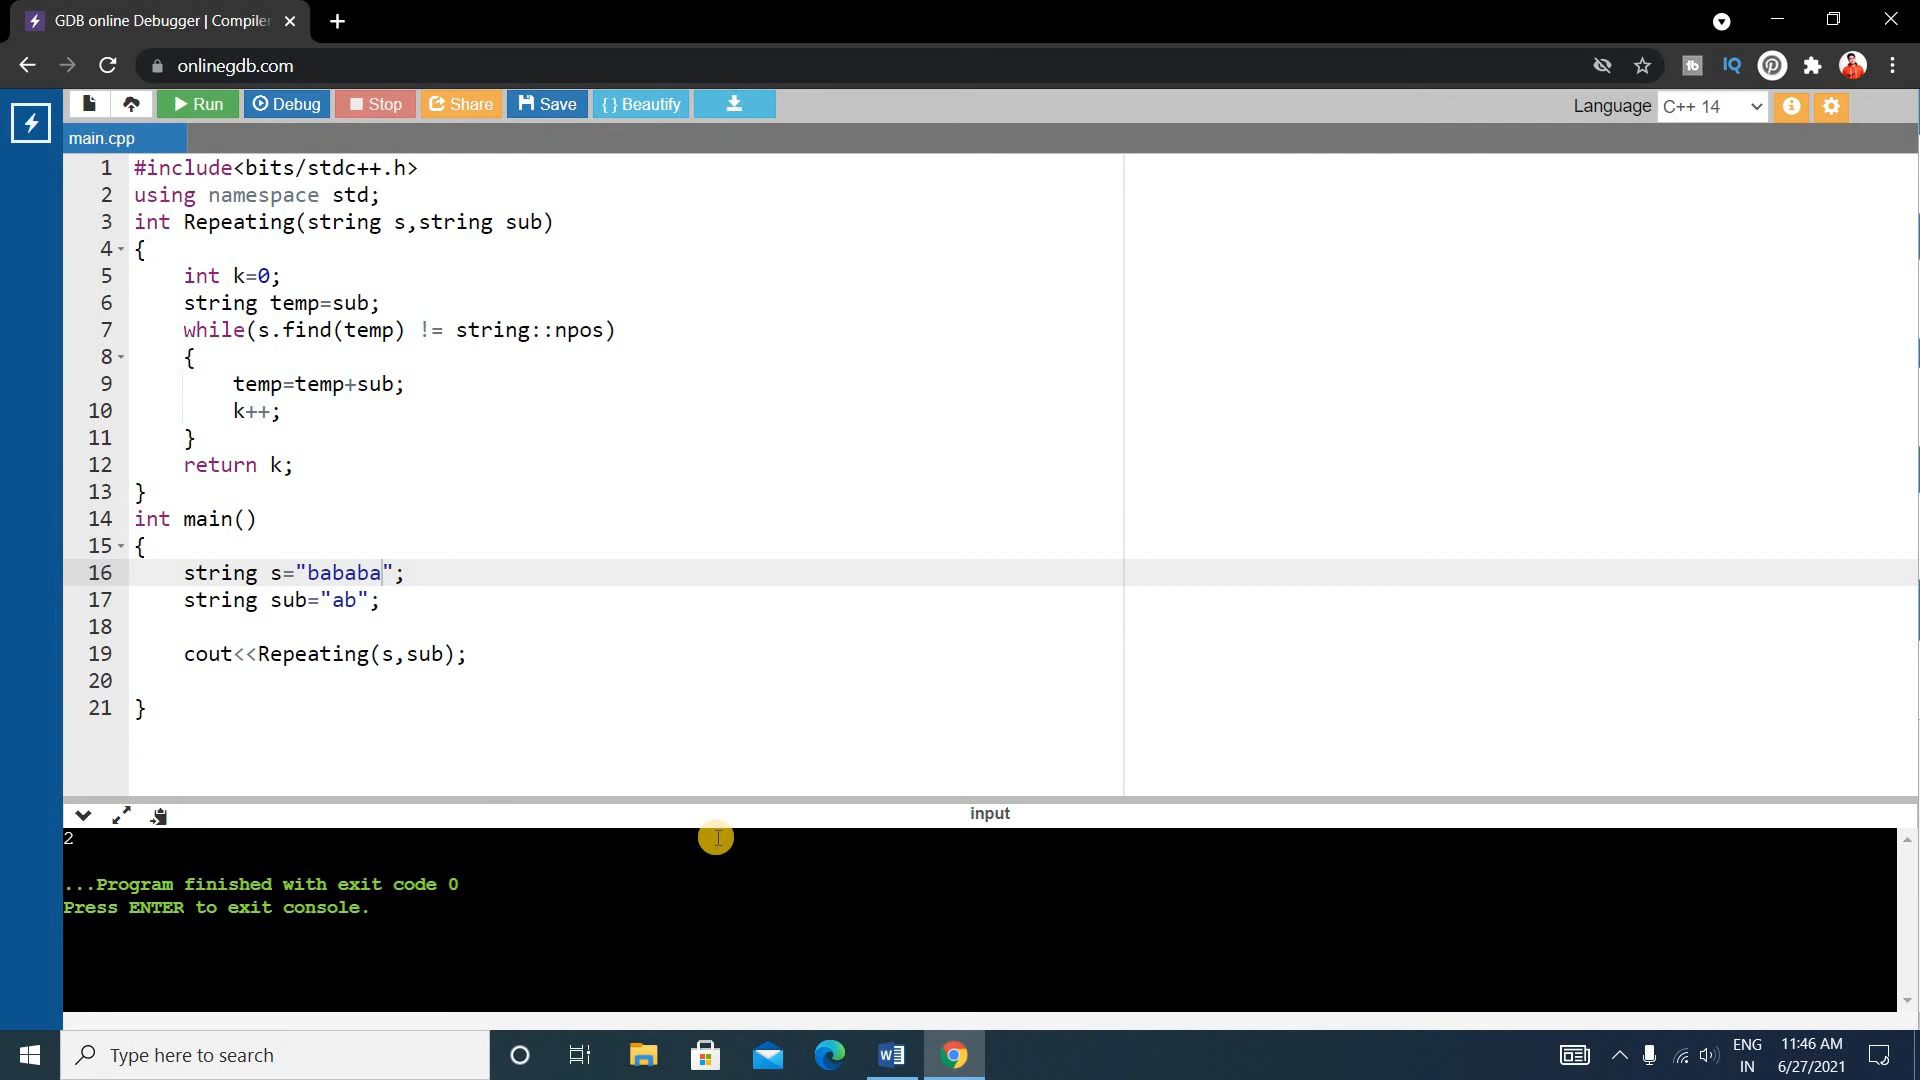 GDB online Debugger | Compiler
onlinegdb.com
Run Debug Stop Share Save { } Beautify Language C++ 14
main.cpp
1 #include<bits/stdc++.h>
2 using namespace std;
3 int Repeating(string s,string sub)
4 {
5 int k=0;
6 string temp=sub;
7 while(s.find(temp) != string::npos)
8 {
9 temp=temp+sub;
10 k++;
11 }
12 return k;
13 }
14 int main()
15 {
16 string s="bababa";
17 string sub="ab";
18
19 cout<<Repeating(s,sub);
20
21 }
input
2
...Program finished with exit code 0
Press ENTER to exit console.
Type here to search
ENG 11:46 AM
IN 6/27/2021